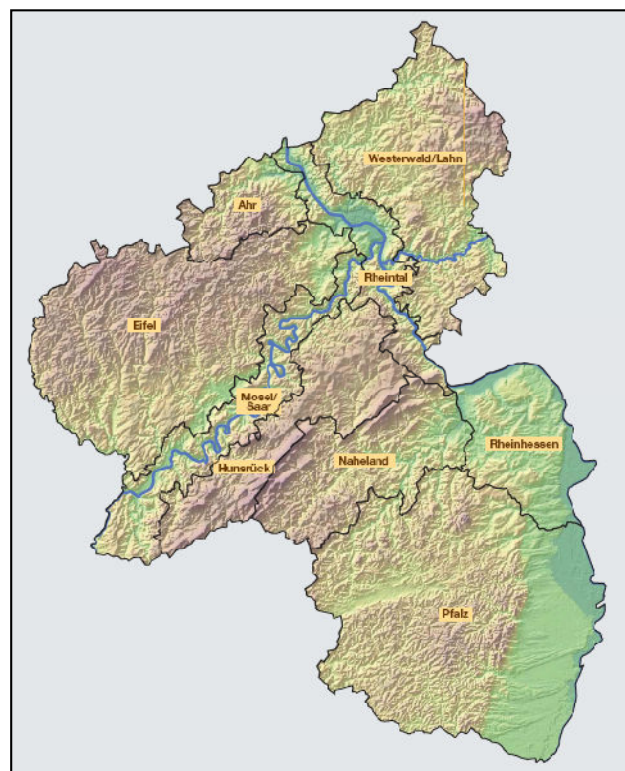 Westerwald/Lahn
Ahr
Rheintal
Eifel
Mosel/
Saar
Rheinhessen
Naheland
Hunsrück
Pfalz